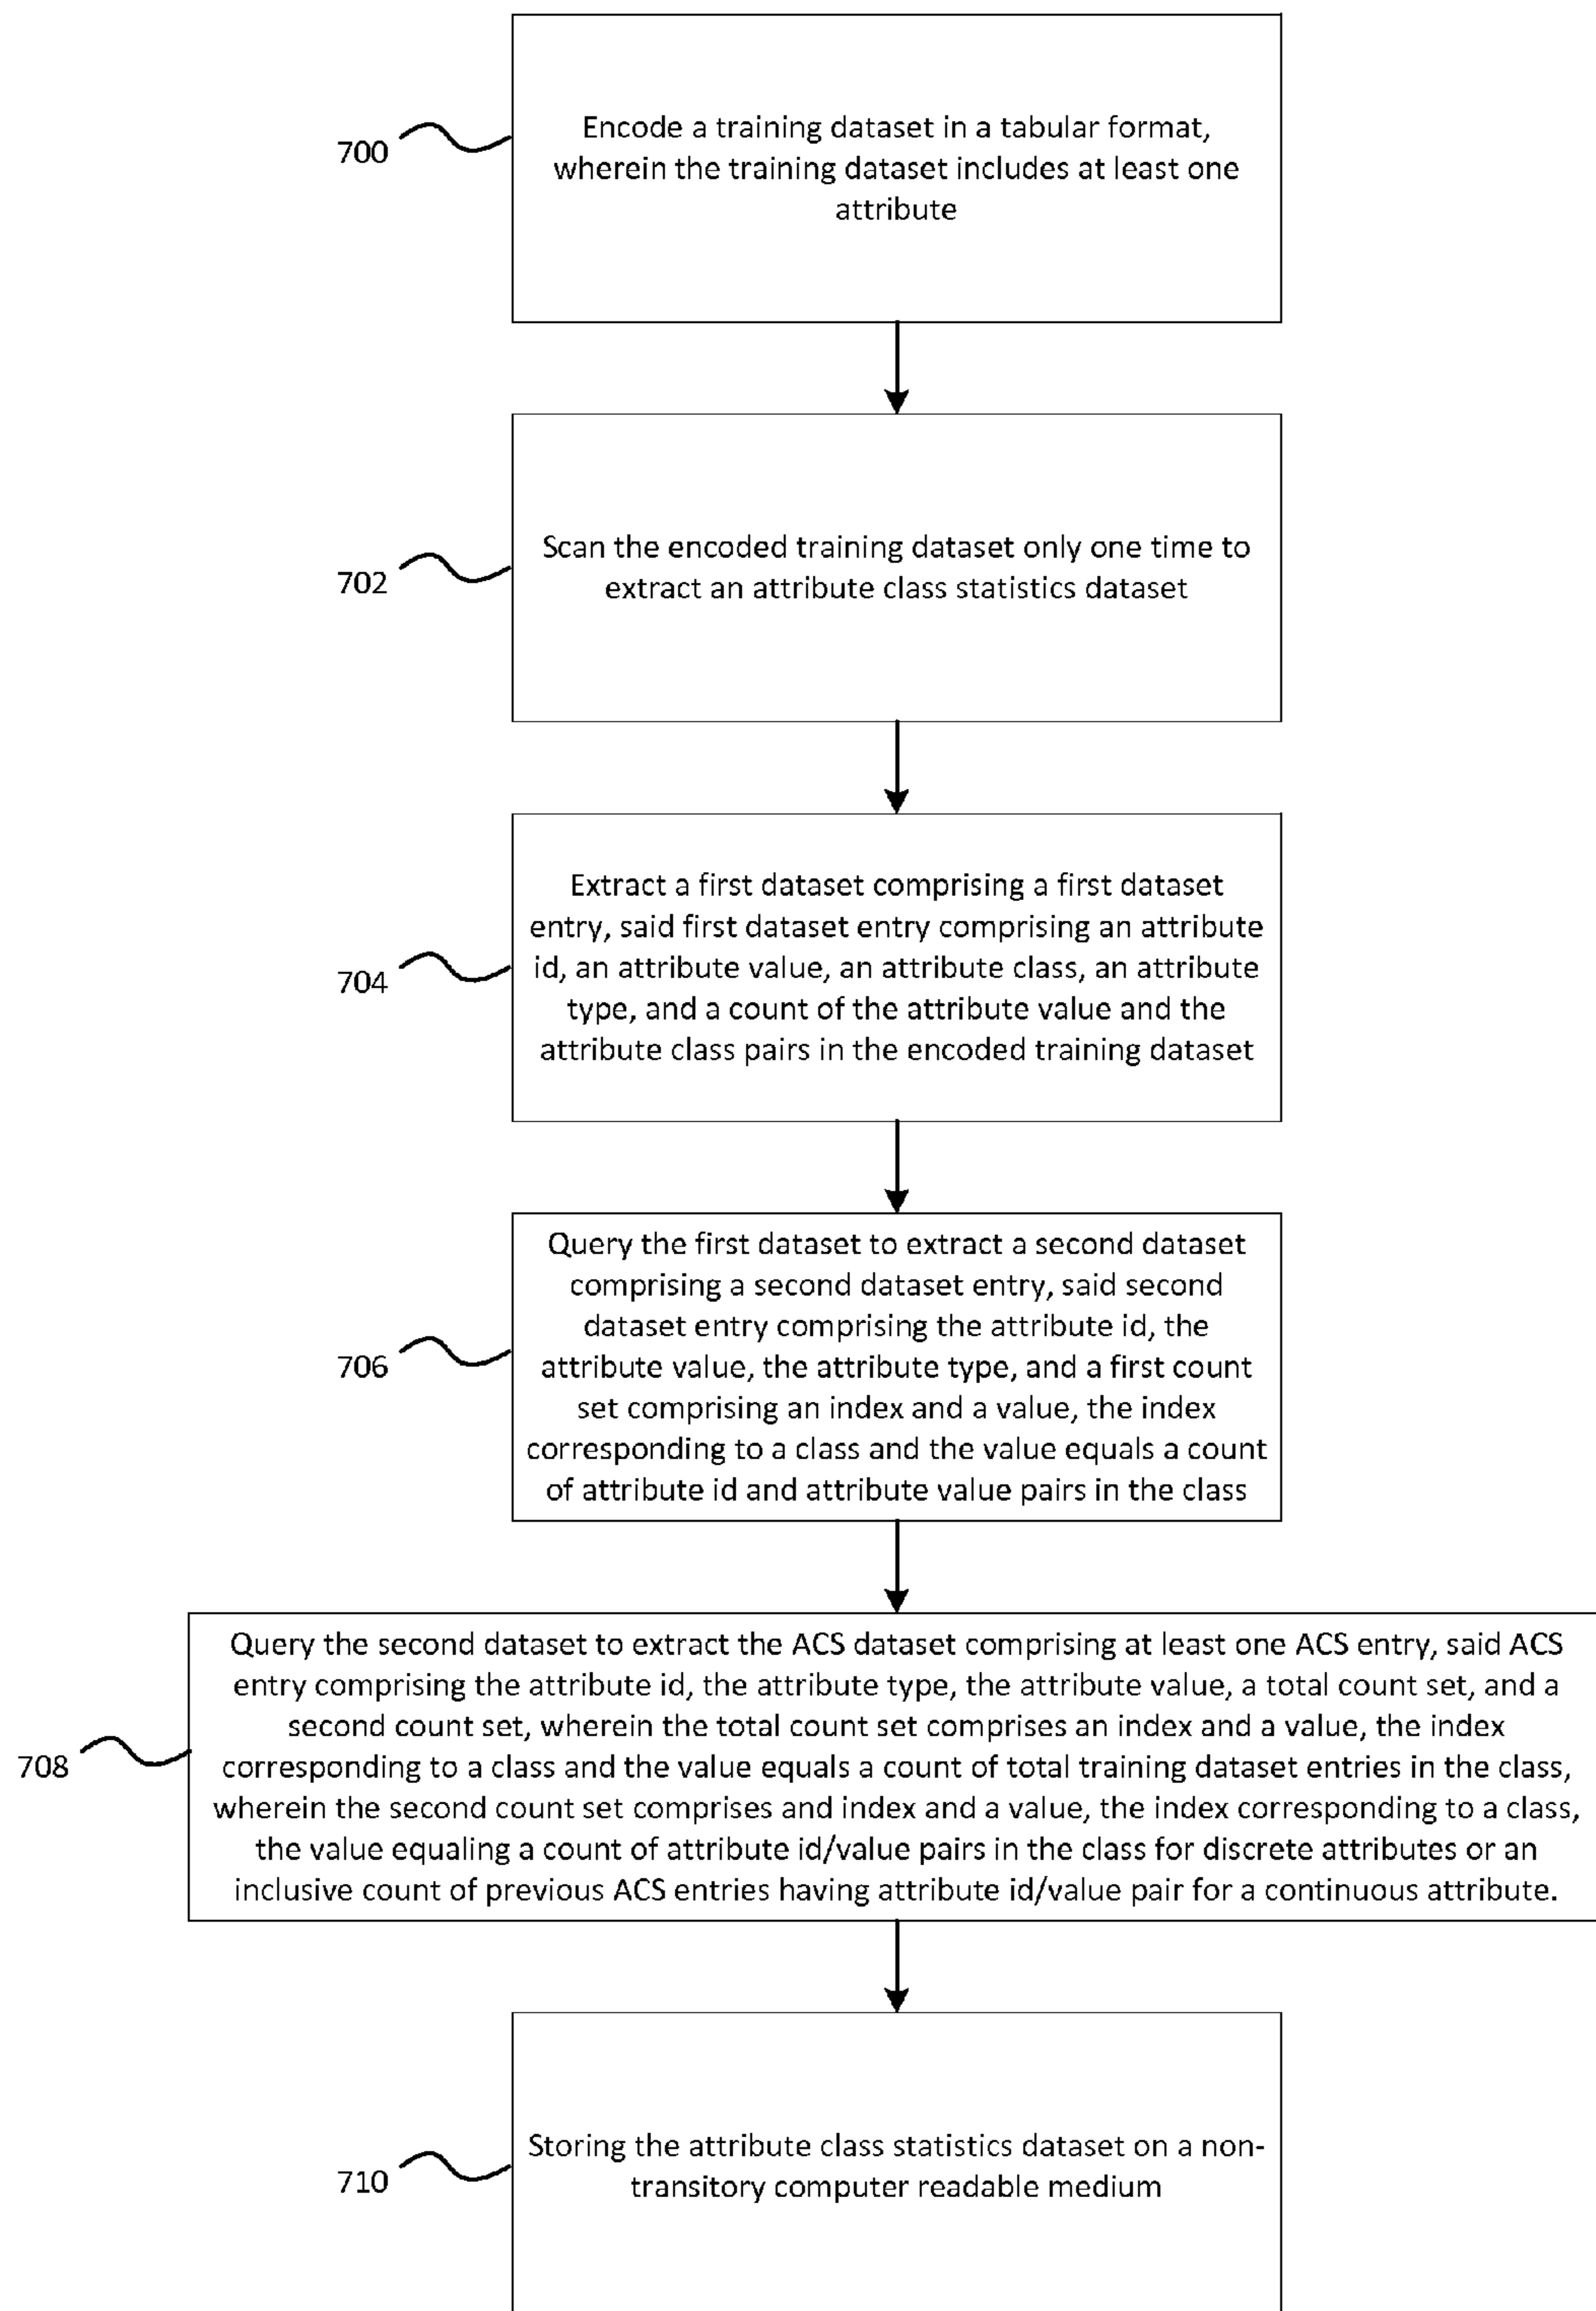 Encode a training dataset in a tabular format,
wherein the training dataset includes at least one
attribute
700
Scan the encoded training dataset only one time to
extract an attribute class statistics dataset
702
Extract a first dataset comprising a first dataset
entry, said first dataset entry comprising an attribute
id, an attribute value, an attribute class, an attribute
type, and a count of the attribute value and the
attribute class pairs in the encoded training dataset
704
Query the first dataset to extract a second dataset
comprising a second dataset entry, said second
dataset entry comprising the attribute id, the
attribute value, the attribute type, and a first count
set comprising an index and a value, the index
corresponding to a class and the value equals a count
of attribute id and attribute value pairs in the class
706
Query the second dataset to extract the ACS dataset comprising at least one ACS entry, said ACS
entry comprising the attribute id, the attribute type, the attribute value, a total count set, and a
second count set, wherein the total count set comprises an index and a value, the index
corresponding to a class and the value equals a count of total training dataset entries in the class,
wherein the second count set comprises and index and a value, the index corresponding to a class,
the value equaling a count of attribute id/value pairs in the class for discrete attributes or an
inclusive count of previous ACS entries having attribute id/value pair for a continuous attribute.
708
Storing the attribute class statistics dataset on a non-
transitory computer readable medium
710